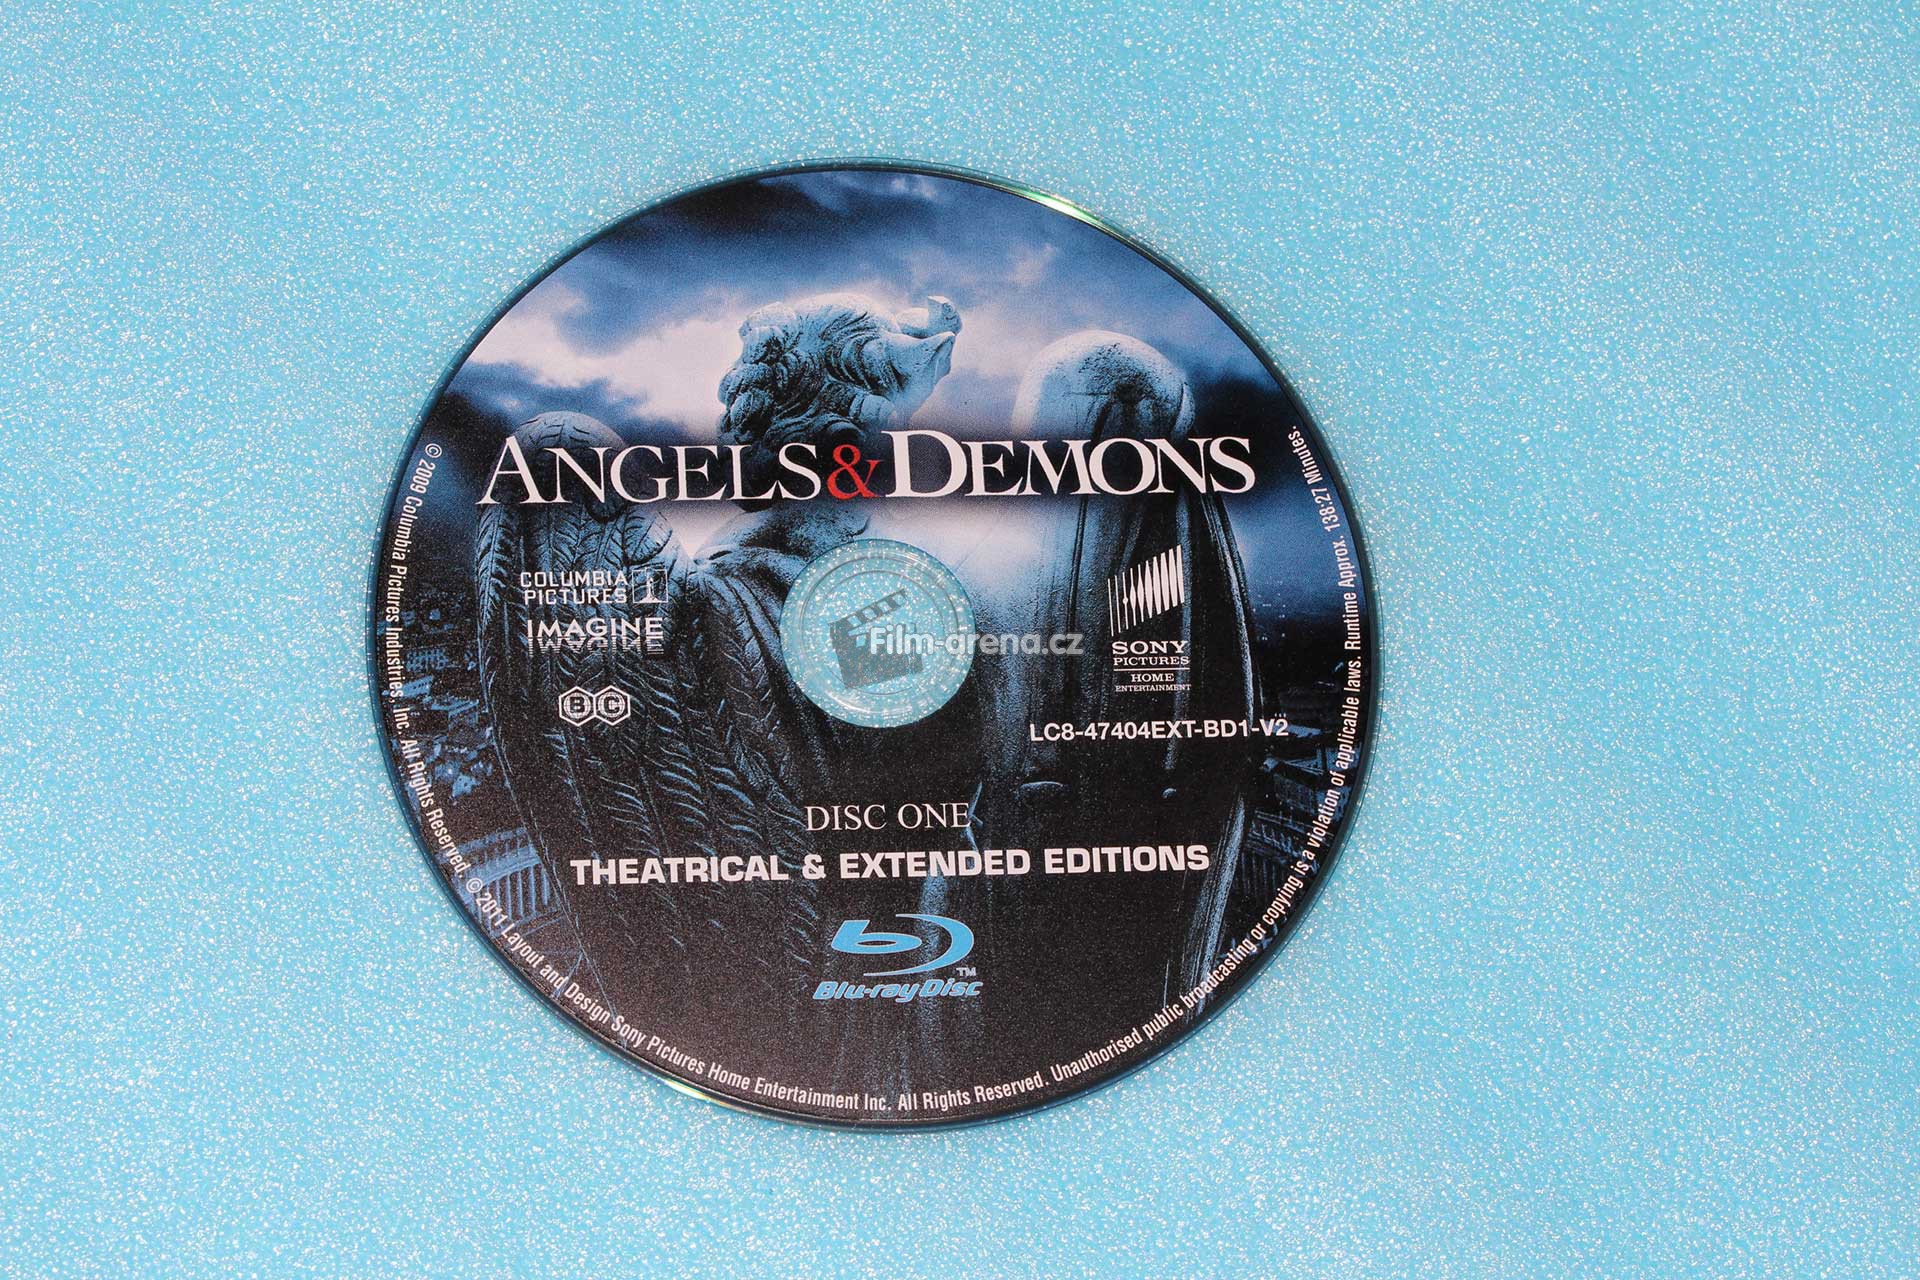 ANGELS & DEMONS
COLUMBIA
PICTURES
IMAGINE
B C
Film-arena.cz
SONY
PICTURES
HOME
ENTERTAINMENT
LC8-47404EXT-BD1-V2
DISC ONE
THEATRICAL & EXTENDED EDITIONS
Blu-ray Disc™
© 2009 Columbia Pictures Industries, Inc. All Rights Reserved. © 2011 Layout and Design Sony Pictures Home Entertainment Inc. All Rights Reserved. Unauthorised public broadcasting or copying is a violation of applicable laws. Runtime Approx. 138:27 Minutes.